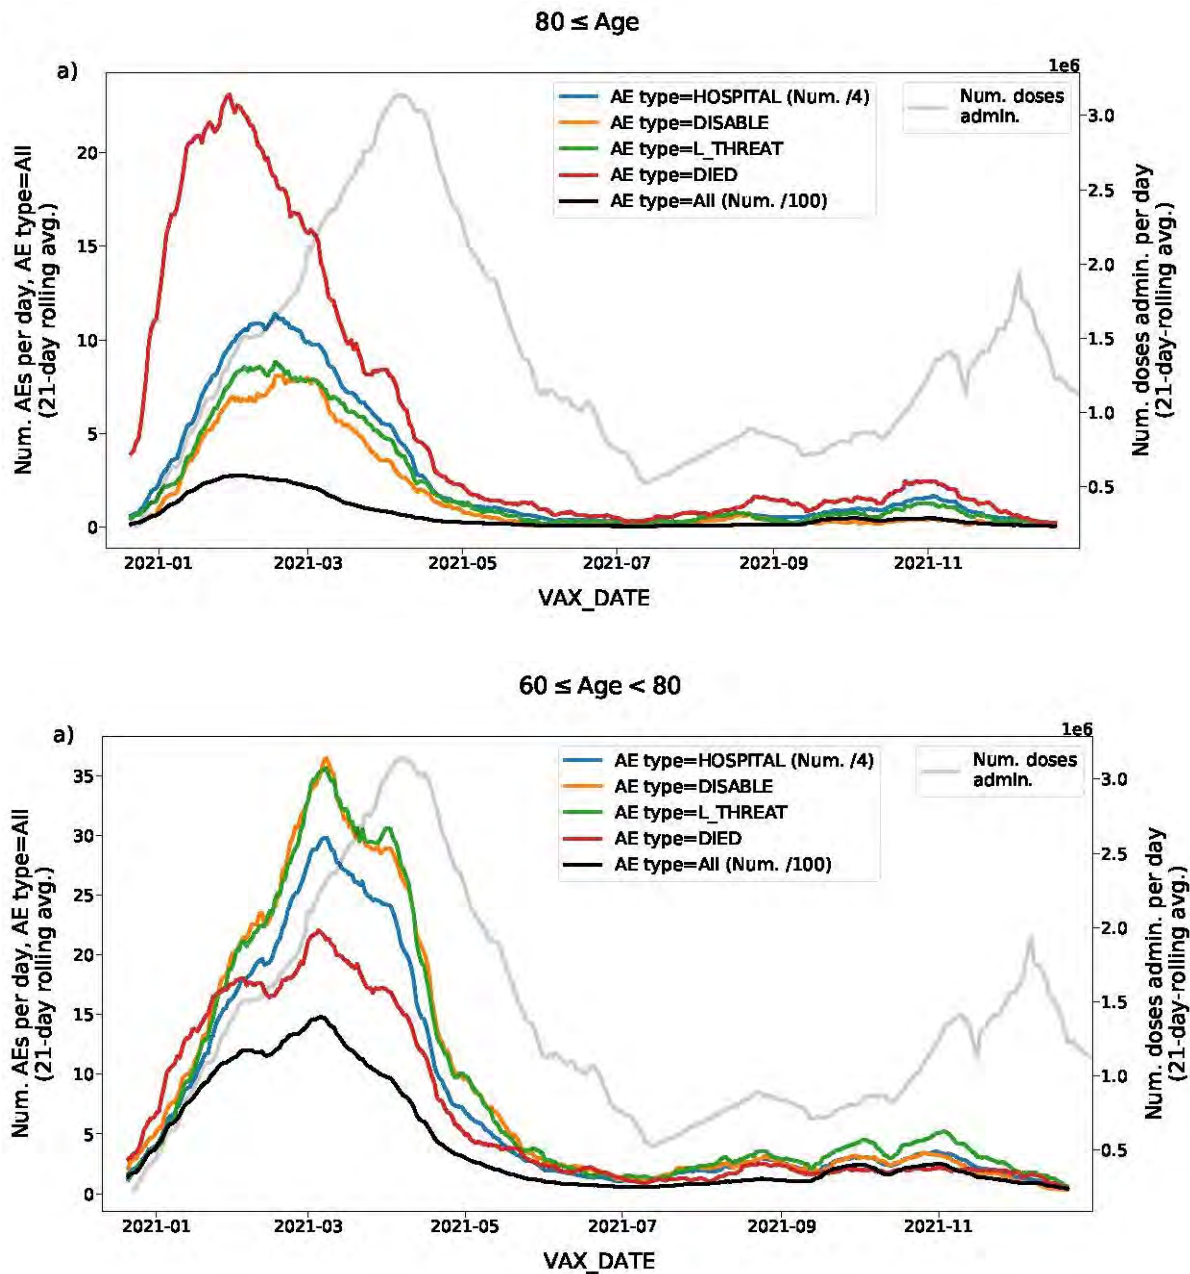 80 ≤ Age
a)
1e6
AE type=HOSPITAL (Num. /4)
AE type=DISABLE
AE type=L_THREAT
AE type=DIED
AE type=All (Num. /100)
Num. doses
admin.
Num. AEs per day, AE type=All
(21-day rolling avg.)
20
15
10
5
0
3.0
2.5
2.0
1.5
1.0
0.5
Num. doses admin. per day
(21-day-rolling avg.)
2021-01 2021-03 2021-05 2021-07 2021-09 2021-11
VAX_DATE
60 ≤ Age < 80
a)
1e6
AE type=HOSPITAL (Num. /4)
AE type=DISABLE
AE type=L_THREAT
AE type=DIED
AE type=All (Num. /100)
Num. doses
admin.
Num. AEs per day, AE type=All
(21-day rolling avg.)
35
30
25
20
15
10
5
0
3.0
2.5
2.0
1.5
1.0
0.5
Num. doses admin. per day
(21-day-rolling avg.)
2021-01 2021-03 2021-05 2021-07 2021-09 2021-11
VAX_DATE